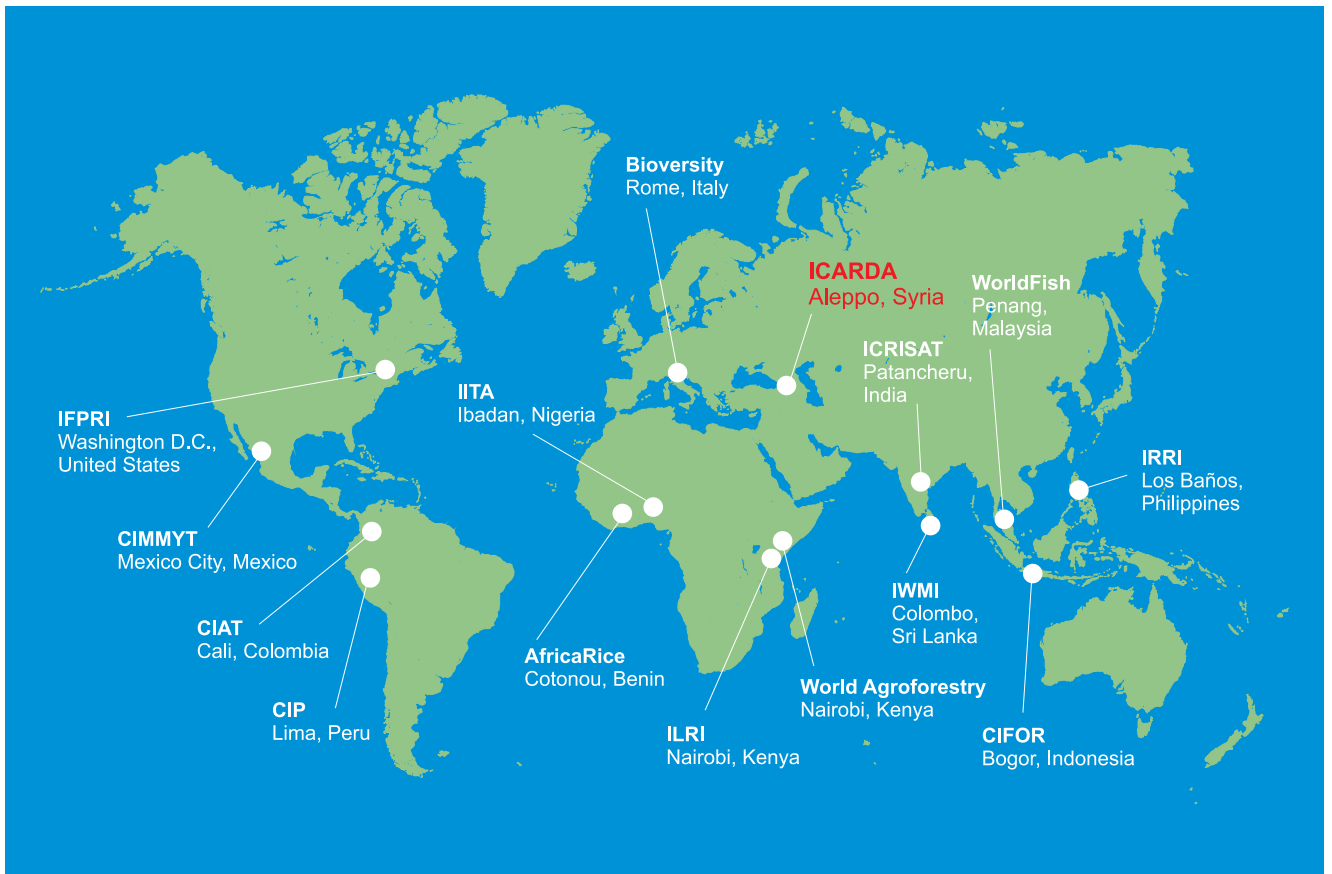 Bioversity
Rome, Italy
ICARDA
Aleppo, Syria
WorldFish
Penang,
Malaysia
ICRISAT
Patancheru,
India
IITA
Ibadan, Nigeria
IFPRI
Washington D.C.,
United States
IRRI
Los Baños,
Philippines
CIMMYT
Mexico City, Mexico
IWMI
Colombo,
Sri Lanka
CIAT
Cali, Colombia
AfricaRice
Cotonou, Benin
World Agroforestry
Nairobi, Kenya
CIP
Lima, Peru
ILRI
Nairobi, Kenya
CIFOR
Bogor, Indonesia